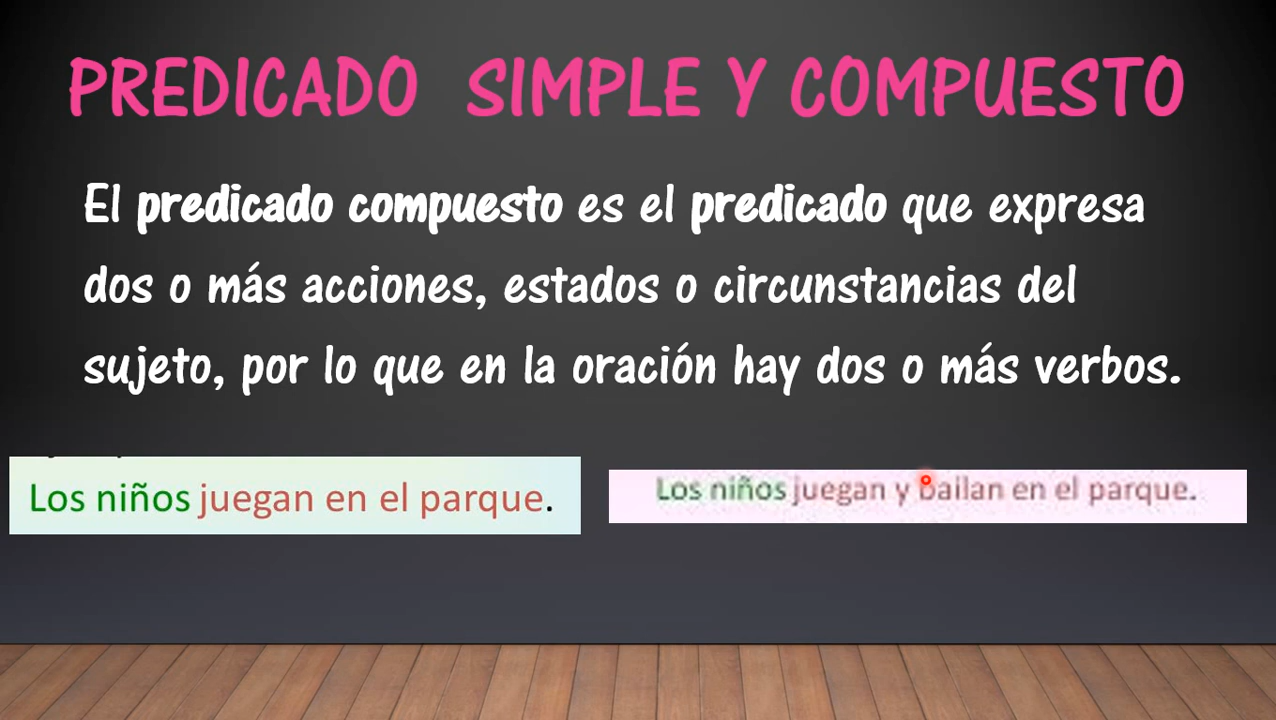 PREDICADO SIMPLE Y COMPUESTO
El predicado compuesto es el predicado que expresa
dos o más acciones, estados o circunstancias del
sujeto, por lo que en la oración hay dos o más verbos.
Los niños juegan en el parque.
Los niños juegan y bailan en el parque.